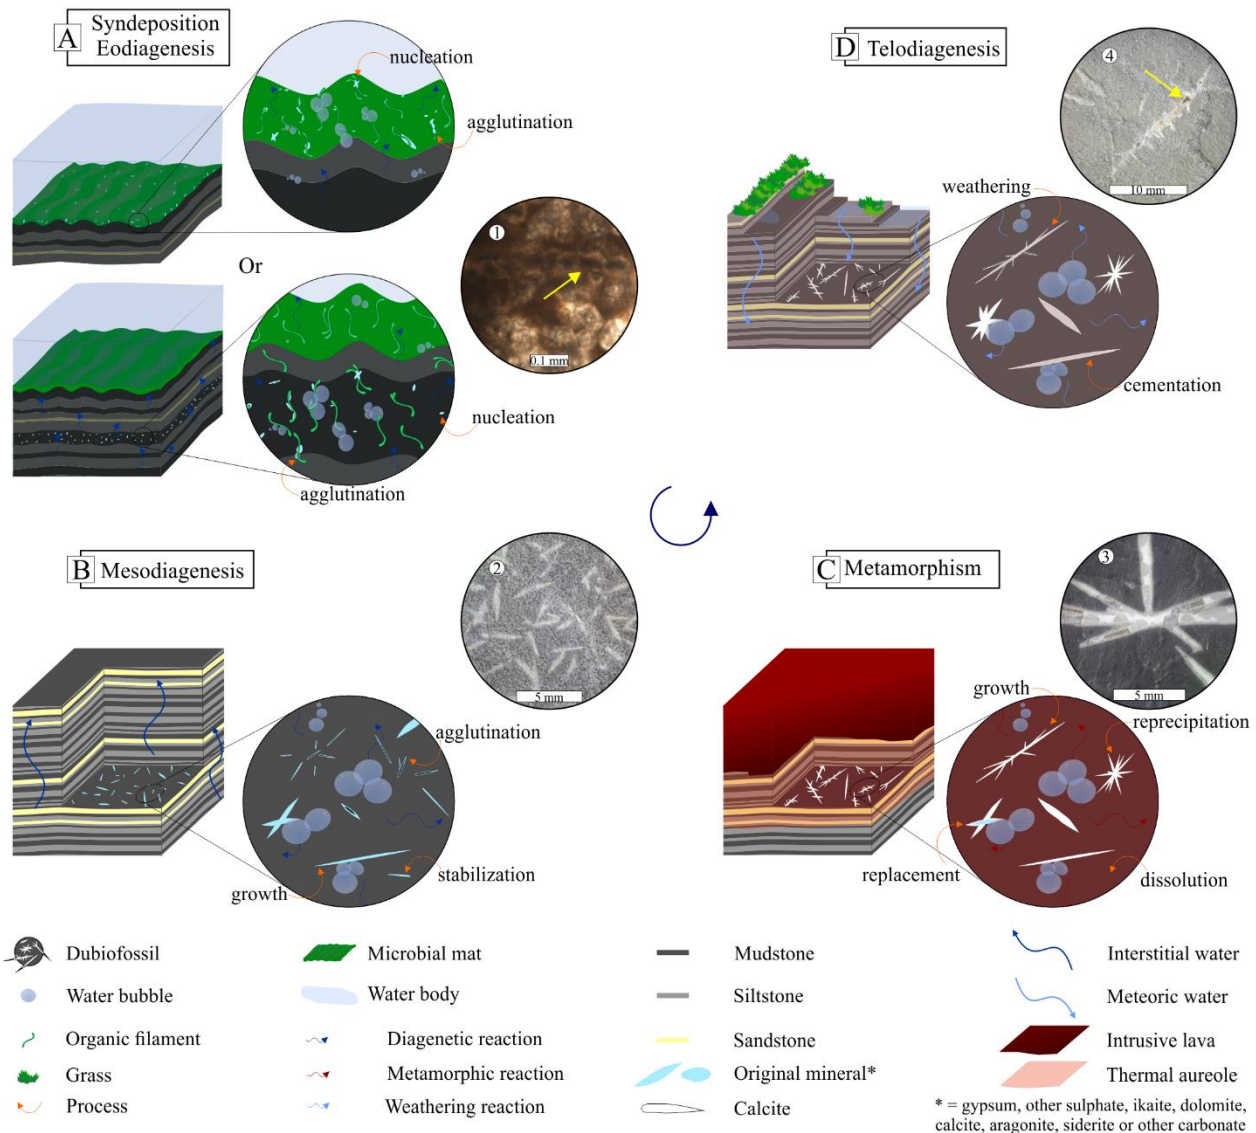 A Syndeposition
Eodiagenesis
nucleation
agglutination
Or
1
0.1 mm
nucleation
agglutination
D Telodiagenesis
4
10 mm
weathering
cementation
B Mesodiagenesis
2
5 mm
agglutination
growth
stabilization
C Metamorphism
3
5 mm
growth
reprecipitation
replacement
dissolution
Dubiofossil
Water bubble
Organic filament
Grass
Process
Microbial mat
Water body
Diagenetic reaction
Metamorphic reaction
Weathering reaction
Mudstone
Siltstone
Sandstone
Original mineral*
Calcite
Interstitial water
Meteoric water
Intrusive lava
Thermal aureole
* = gypsum, other sulphate, ikaite, dolomite,
calcite, aragonite, siderite or other carbonate